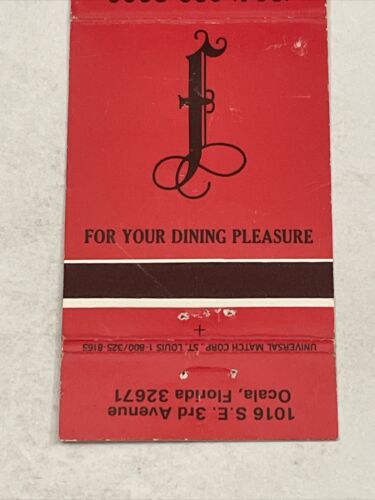 f
FOR YOUR DINING PLEASURE
UNIVERSAL MATCH CORP. ST. LOUIS 1-800/325-8165
1016 S.E. 3rd Avenue
Ocala, Florida 32671